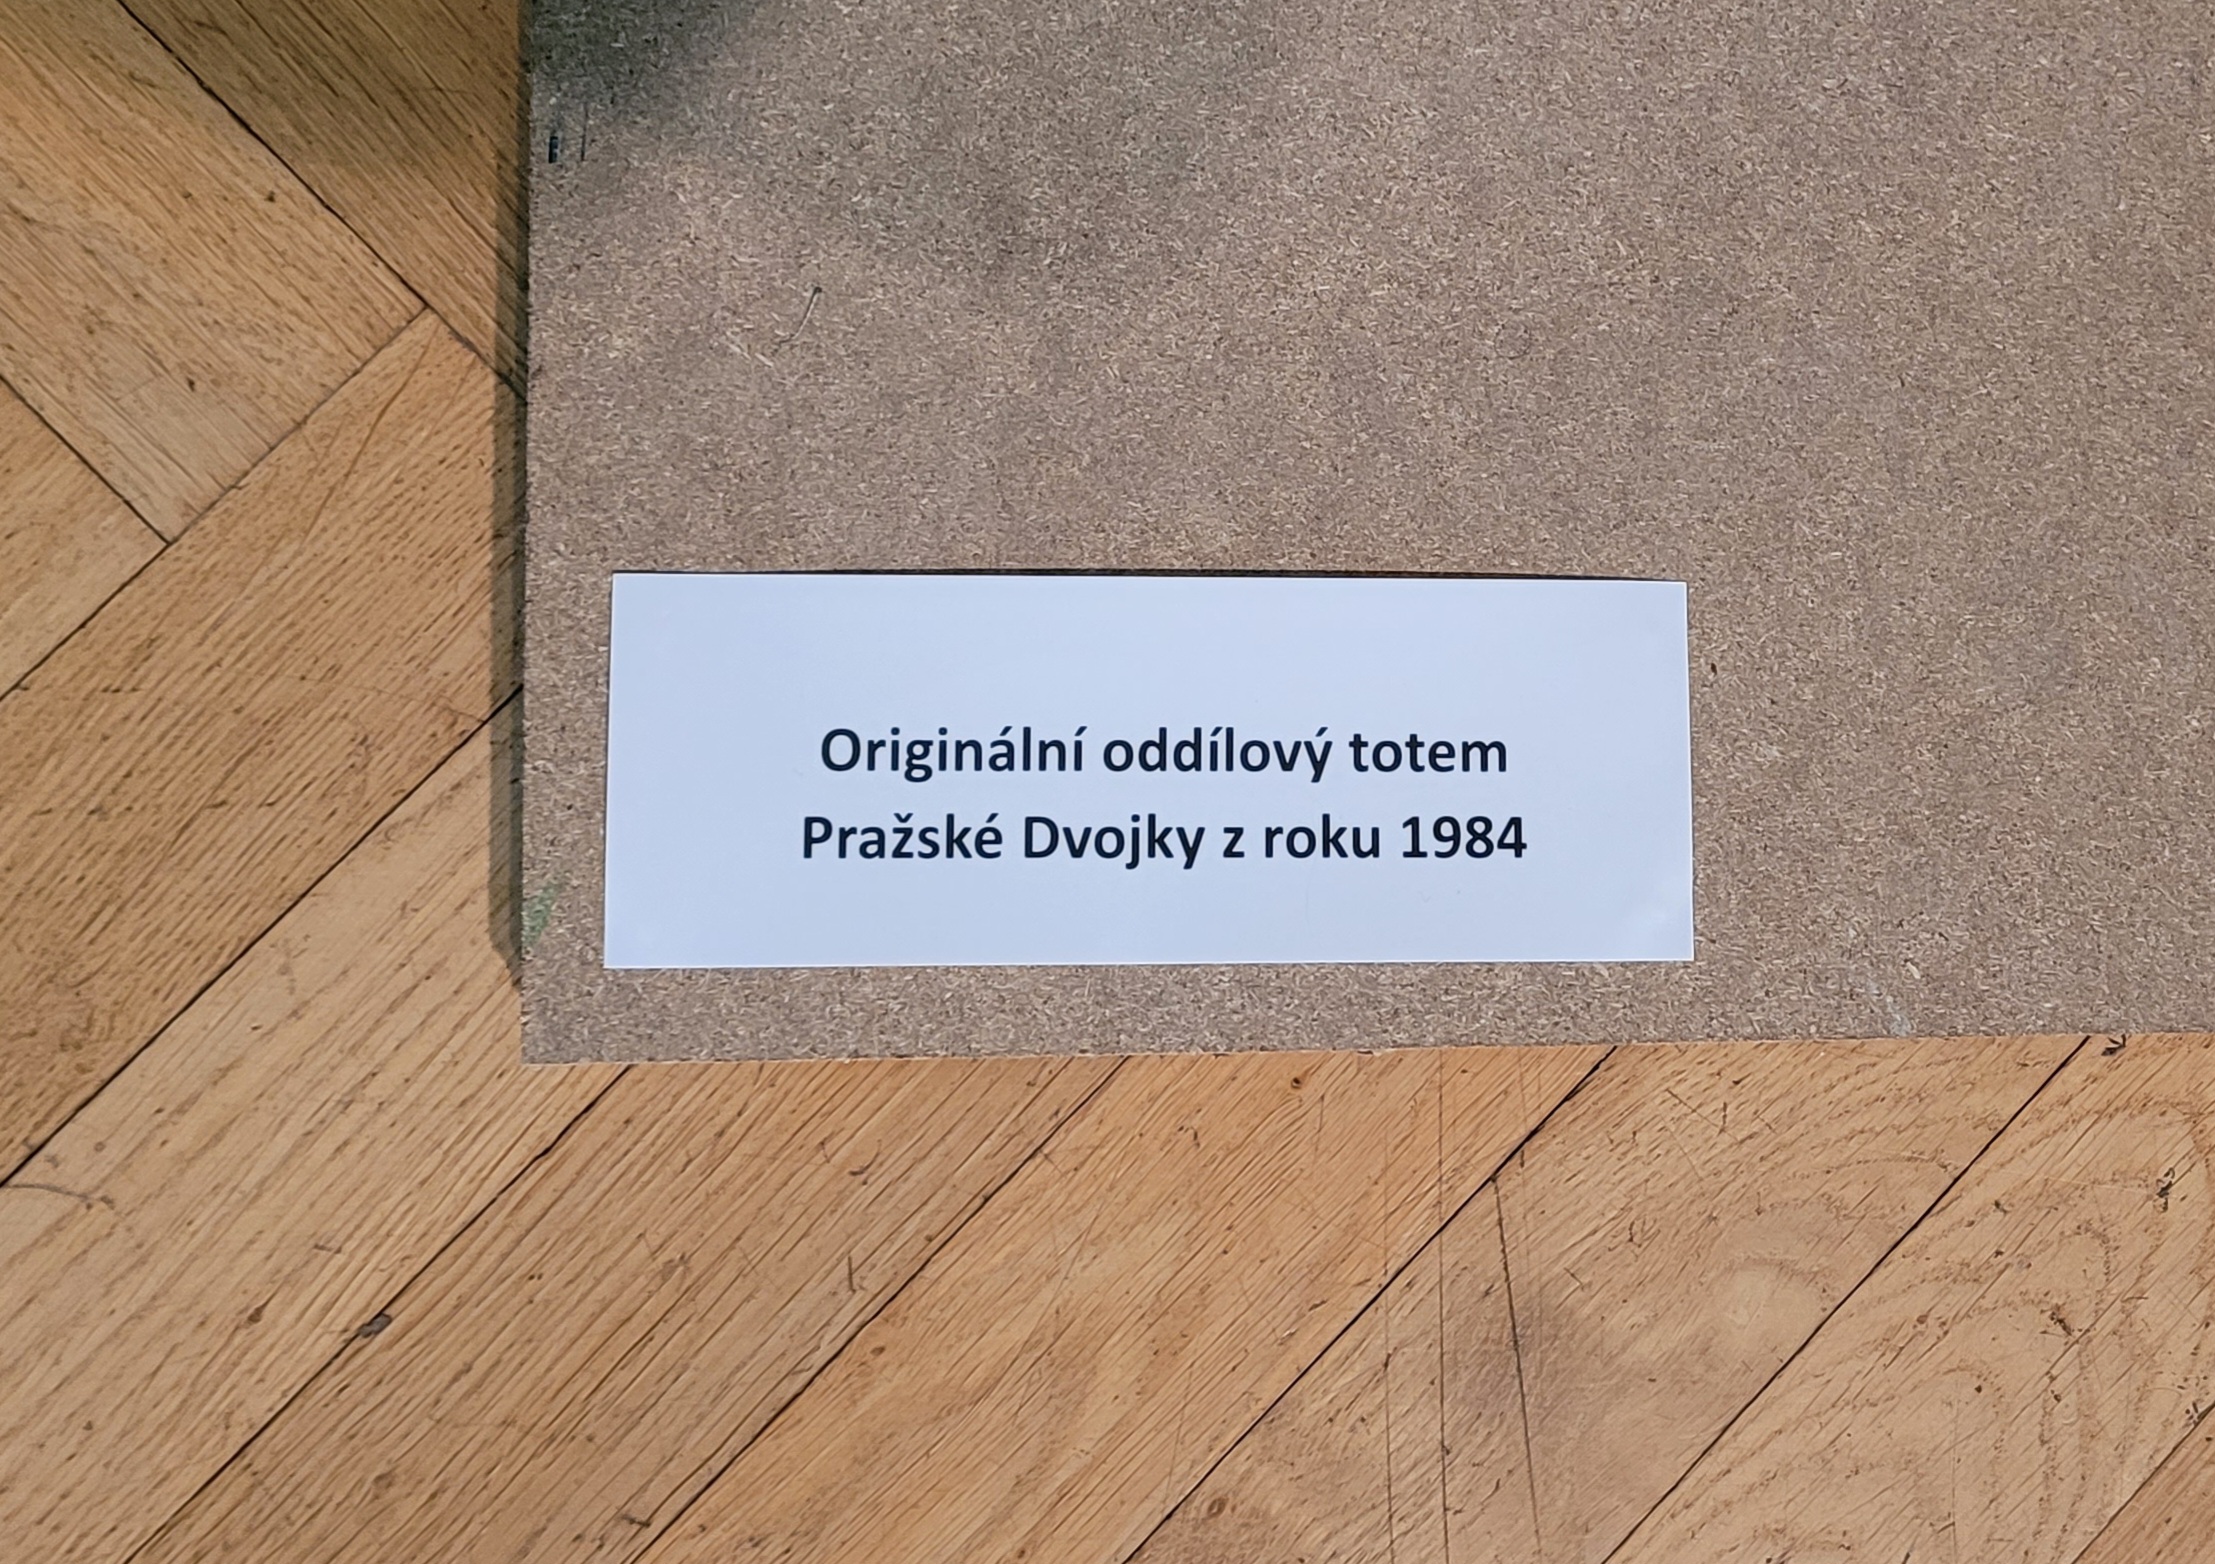 Originální oddílový totem
Pražské Dvojky z roku 1984